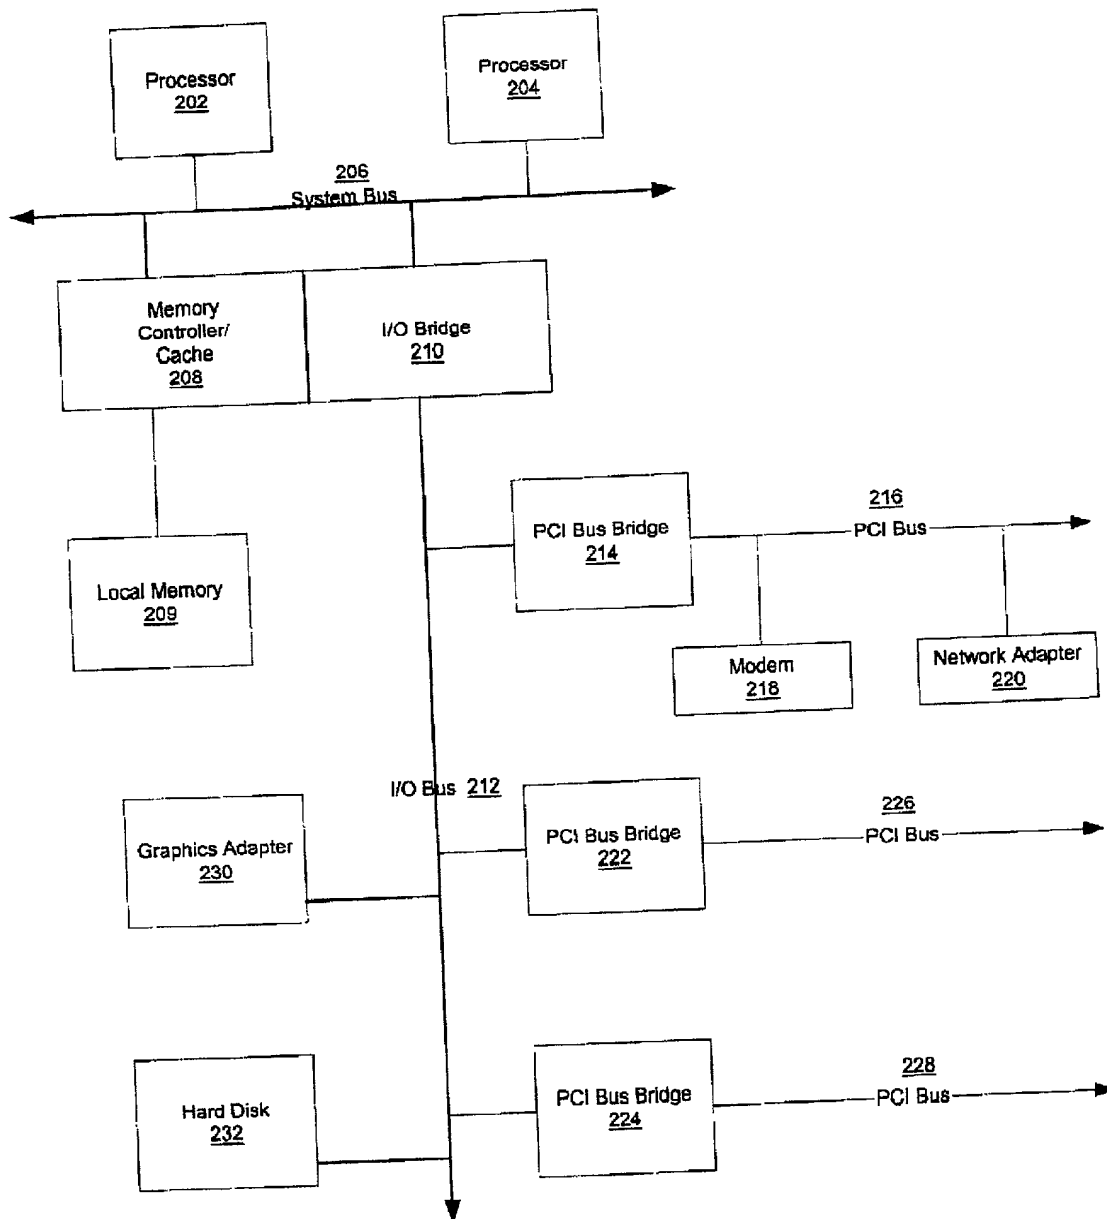 Processor
202
Processor
204
206
System Bus
Memory
Controller/
Cache
208
I/O Bridge
210
PCI Bus Bridge
214
216
PCI Bus
Local Memory
209
Modem
218
Network Adapter
220
I/O Bus 212
Graphics Adapter
230
PCI Bus Bridge
222
226
PCI Bus
Hard Disk
232
PCI Bus Bridge
224
228
PCI Bus